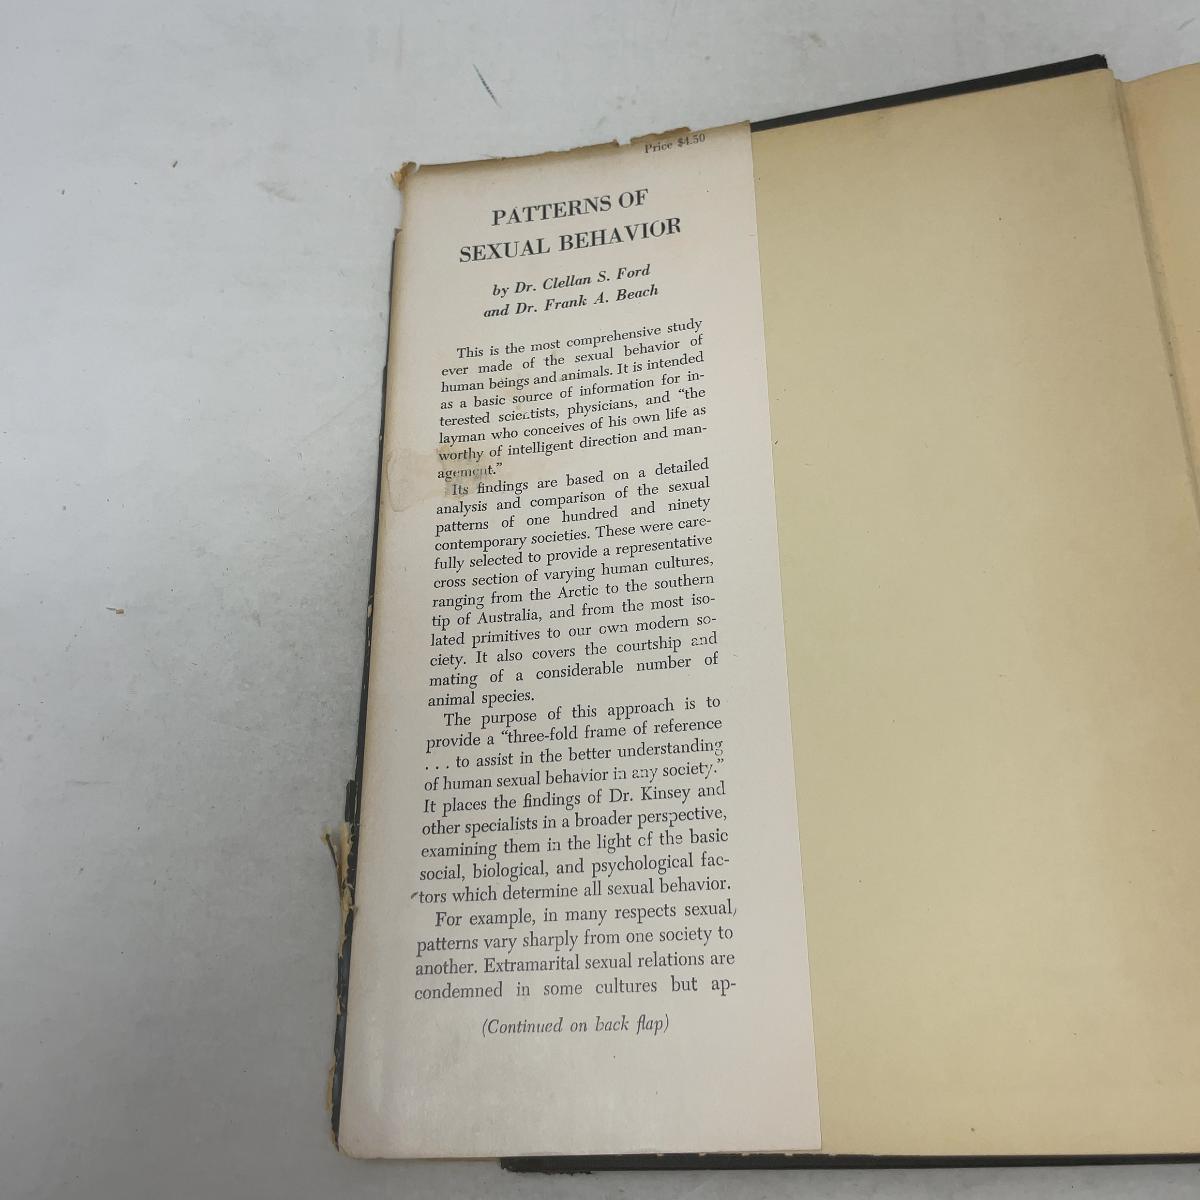 Price $4.50
PATTERNS OF
SEXUAL BEHAVIOR
by Dr. Clellan S. Ford
and Dr. Frank A. Beach
This is the most comprehensive study
ever made of the sexual behavior of
human beings and animals. It is intended
as a basic source of information for in-
terested scientists, physicians, and “the
layman who conceives of his own life as
worthy of intelligent direction and man-
agement.”
Its findings are based on a detailed
analysis and comparison of the sexual
patterns of one hundred and ninety
contemporary societies. These were care-
fully selected to provide a representative
cross section of varying human cultures,
ranging from the Arctic to the southern
tip of Australia, and from the most iso-
lated primitives to our own modern so-
ciety. It also covers the courtship and
mating of a considerable number of
animal species.
The purpose of this approach is to
provide a “three-fold frame of reference
. . . to assist in the better understanding
of human sexual behavior in any society.”
It places the findings of Dr. Kinsey and
other specialists in a broader perspective,
examining them in the light of the basic
social, biological, and psychological fac-
tors which determine all sexual behavior.
For example, in many respects sexual
patterns vary sharply from one society to
another. Extramarital sexual relations are
condemned in some cultures but ap-
(Continued on back flap)